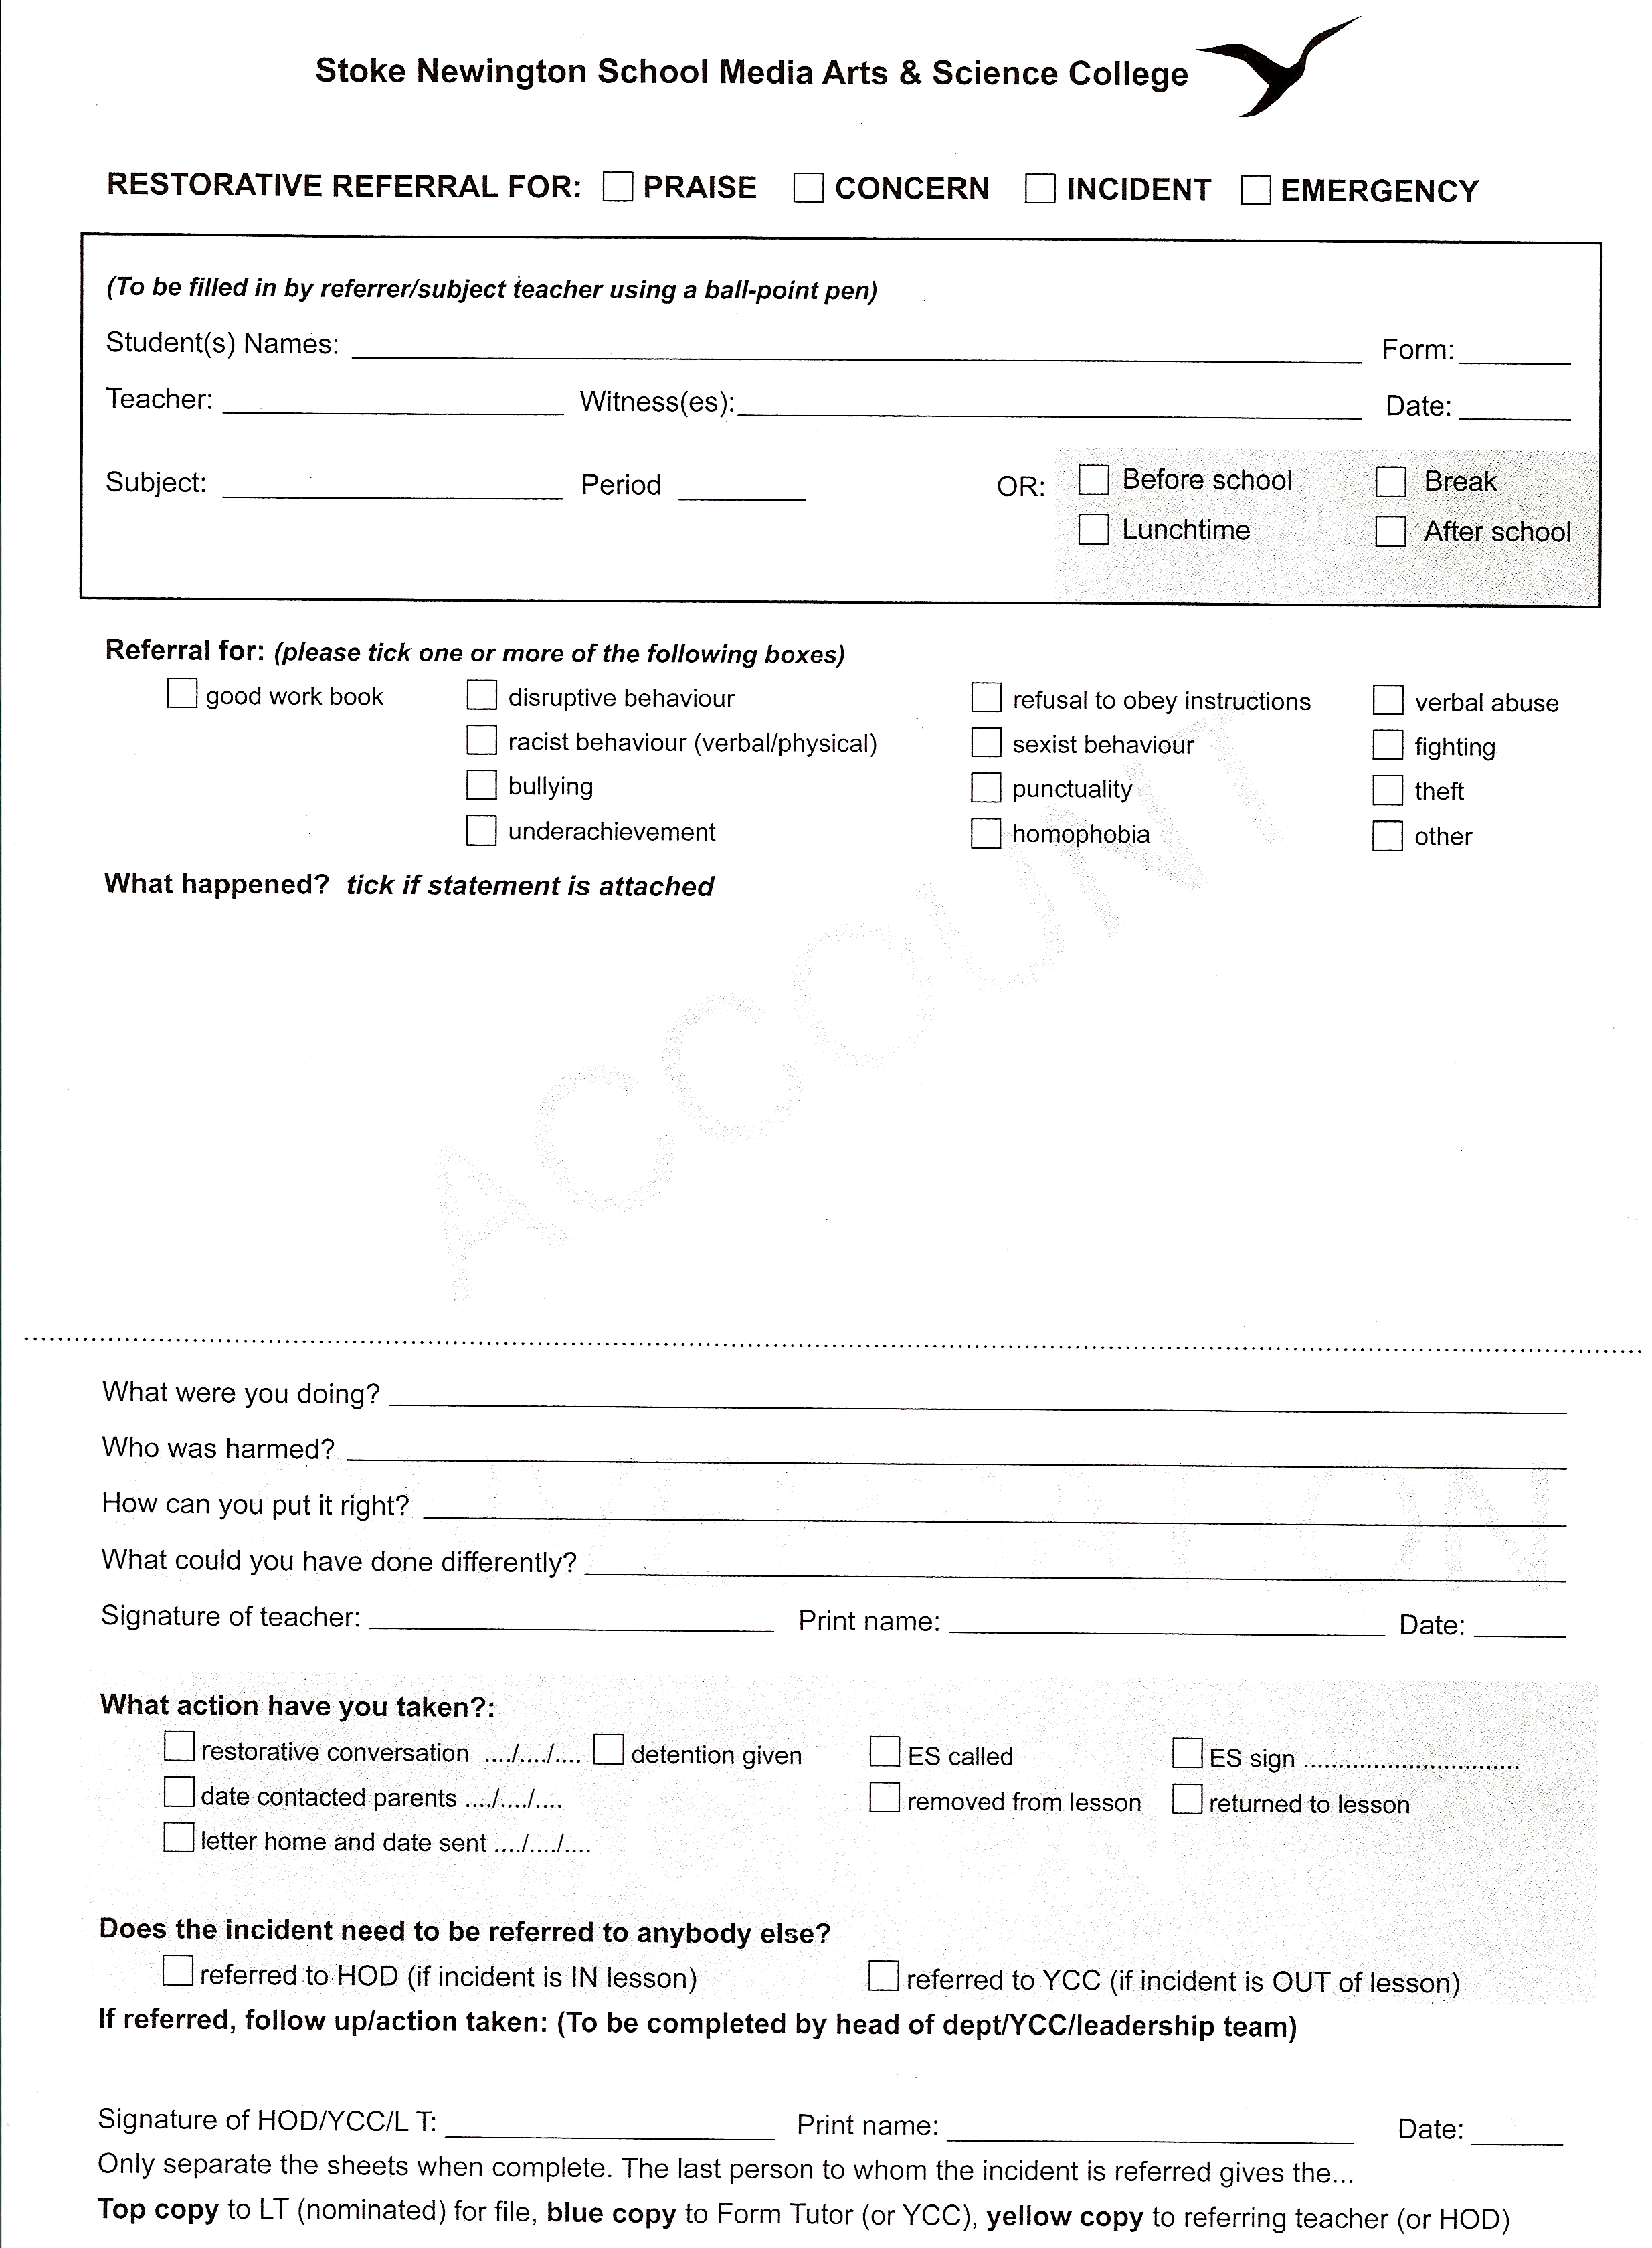 Stoke Newington School Media Arts & Science College
RESTORATIVE REFERRAL FOR: PRAISE CONCERN INCIDENT EMERGENCY
(To be filled in by referrer/subject teacher using a ball-point pen)
Student(s) Names: Form:
Teacher: Witness(es): Date:
Subject: Period OR: Before school Break
Lunchtime After school
Referral for: (please tick one or more of the following boxes)
good work book disruptive behaviour refusal to obey instructions verbal abuse
racist behaviour (verbal/physical) sexist behaviour fighting
bullying punctuality theft
underachievement homophobia other
What happened? tick if statement is attached
ACCOUNT
What were you doing?
Who was harmed?
How can you put it right?
What could you have done differently?
Signature of teacher: Print name: Date:
What action have you taken?:
restorative conversation ..../..../.... detention given ES called ES sign ...............................
date contacted parents ..../..../.... removed from lesson returned to lesson
letter home and date sent ..../..../....
Does the incident need to be referred to anybody else?
referred to HOD (if incident is IN lesson) referred to YCC (if incident is OUT of lesson)
If referred, follow up/action taken: (To be completed by head of dept/YCC/leadership team)
Signature of HOD/YCC/L T: Print name: Date:
Only separate the sheets when complete. The last person to whom the incident is referred gives the...
Top copy to LT (nominated) for file, blue copy to Form Tutor (or YCC), yellow copy to referring teacher (or HOD)